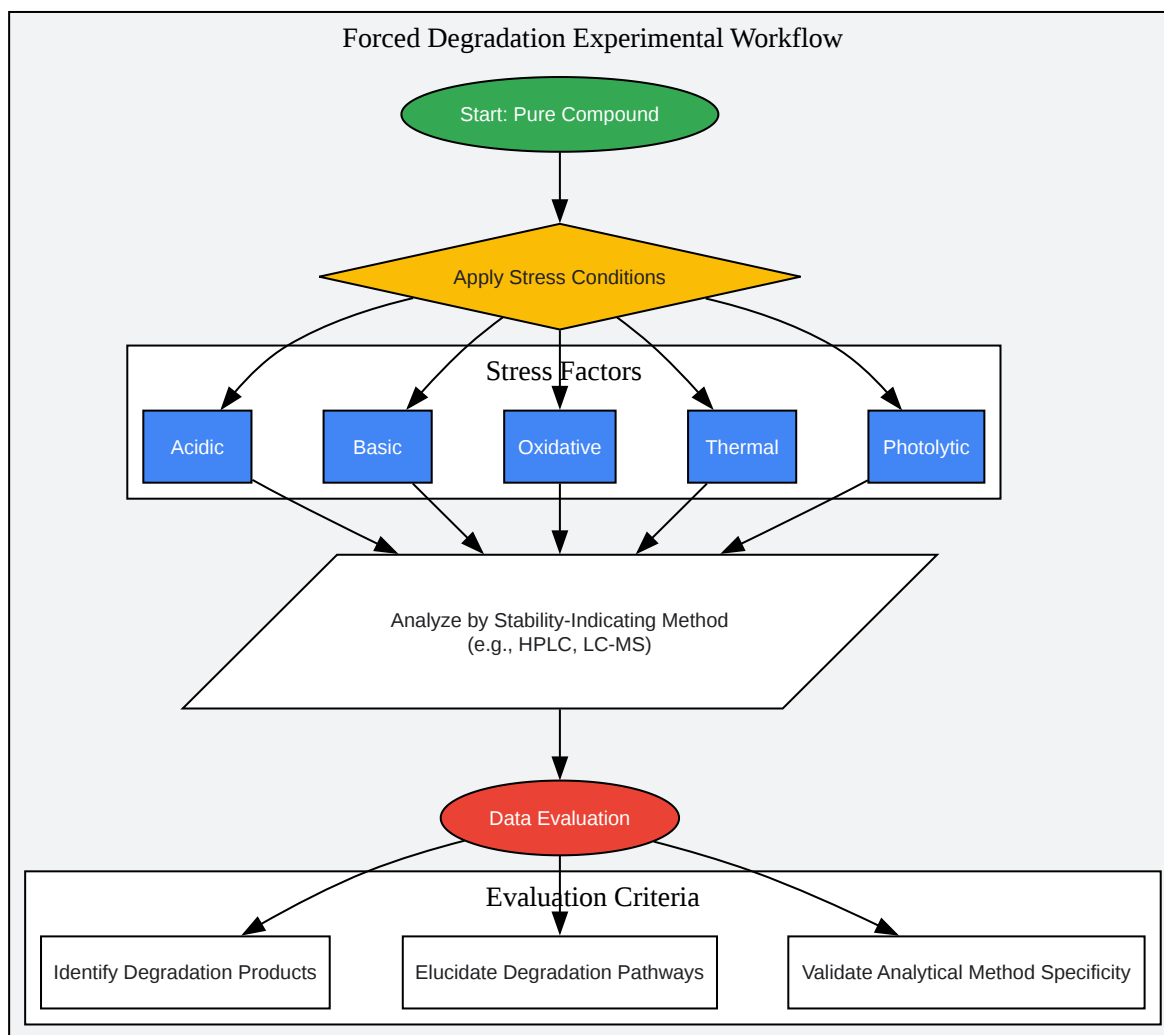 Forced Degradation Experimental Workflow
Start: Pure Compound
Apply Stress Conditions
Stress Factors
Acidic
Basic
Oxidative
Thermal
Photolytic
Analyze by Stability-Indicating Method
(e.g., HPLC, LC-MS)
Data Evaluation
Evaluation Criteria
Identify Degradation Products
Elucidate Degradation Pathways
Validate Analytical Method Specificity